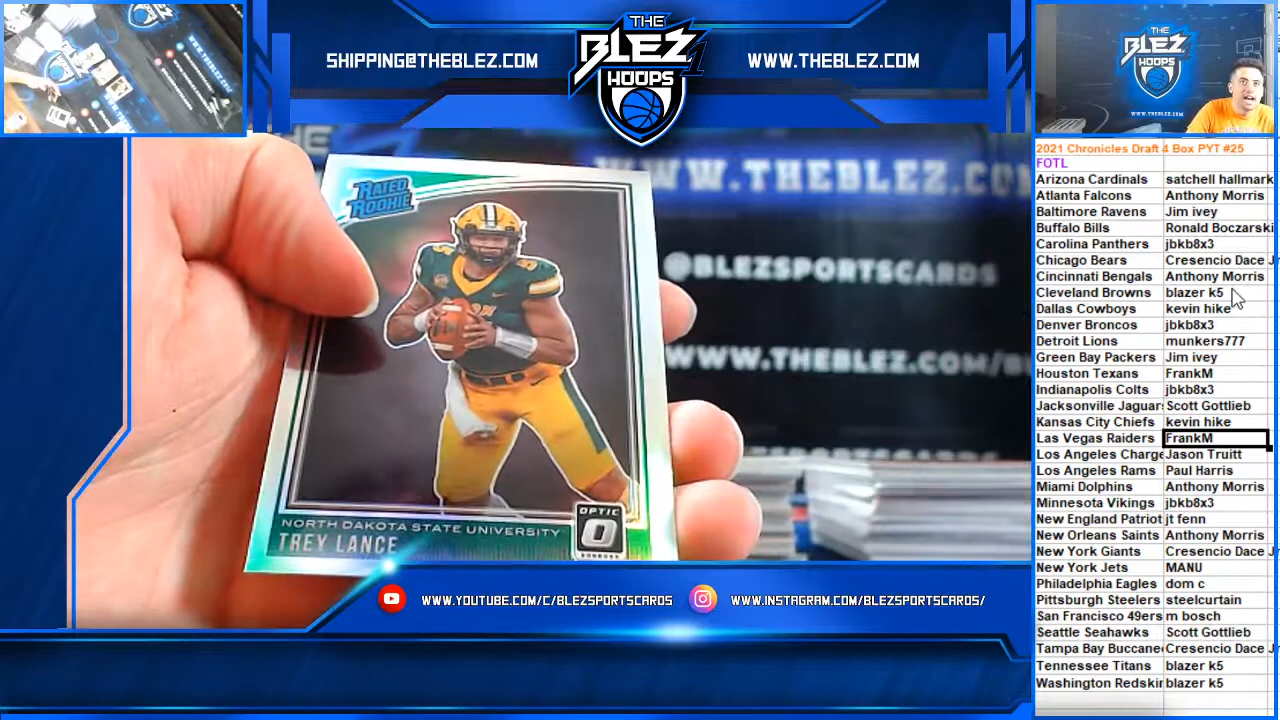 THE
BLEZ
HOOPS
SHIPPING@THEBLEZ.COM
WWW.THEBLEZ.COM
WWW.THEBLEZ.CO
@BLEZSPORTSCARDS
RATED
ROOKIE
OPTIC
NORTH DAKOTA STATE UNIVERSITY
TREY LANCE
WWW.YOUTUBE.COM/C/BLEZSPORTSCARDS
WWW.INSTAGRAM.COM/BLEZSPORTSCARDS/
BLEZ
HOOPS
WWW.THEBLEZ.COM
2021 Chronicles Draft 4 Box PYT #25
FOTL
Arizona Cardinals satchell hallmark
Atlanta Falcons Anthony Morris
Baltimore Ravens Jim ivey
Buffalo Bills Ronald Boczarski
Carolina Panthers jbkb8x3
Chicago Bears Cresencio Dace J
Cincinnati Bengals Anthony Morris
Cleveland Browns blazer k5
Dallas Cowboys kevin hike
Denver Broncos jbkb8x3
Detroit Lions munkers777
Green Bay Packers Jim ivey
Houston Texans FrankM
Indianapolis Colts jbkb8x3
Jacksonville Jaguar Scott Gottlieb
Kansas City Chiefs kevin hike
Las Vegas Raiders FrankM
Los Angeles Charge Jason Truitt
Los Angeles Rams Paul Harris
Miami Dolphins Anthony Morris
Minnesota Vikings jbkb8x3
New England Patriot jt fenn
New Orleans Saints Anthony Morris
New York Giants Cresencio Dace J
New York Jets MANU
Philadelphia Eagles dom c
Pittsburgh Steelers steelcurtain
San Francisco 49ers m bosch
Seattle Seahawks Scott Gottlieb
Tampa Bay Buccane Cresencio Dace J
Tennessee Titans blazer k5
Washington Redskin blazer k5